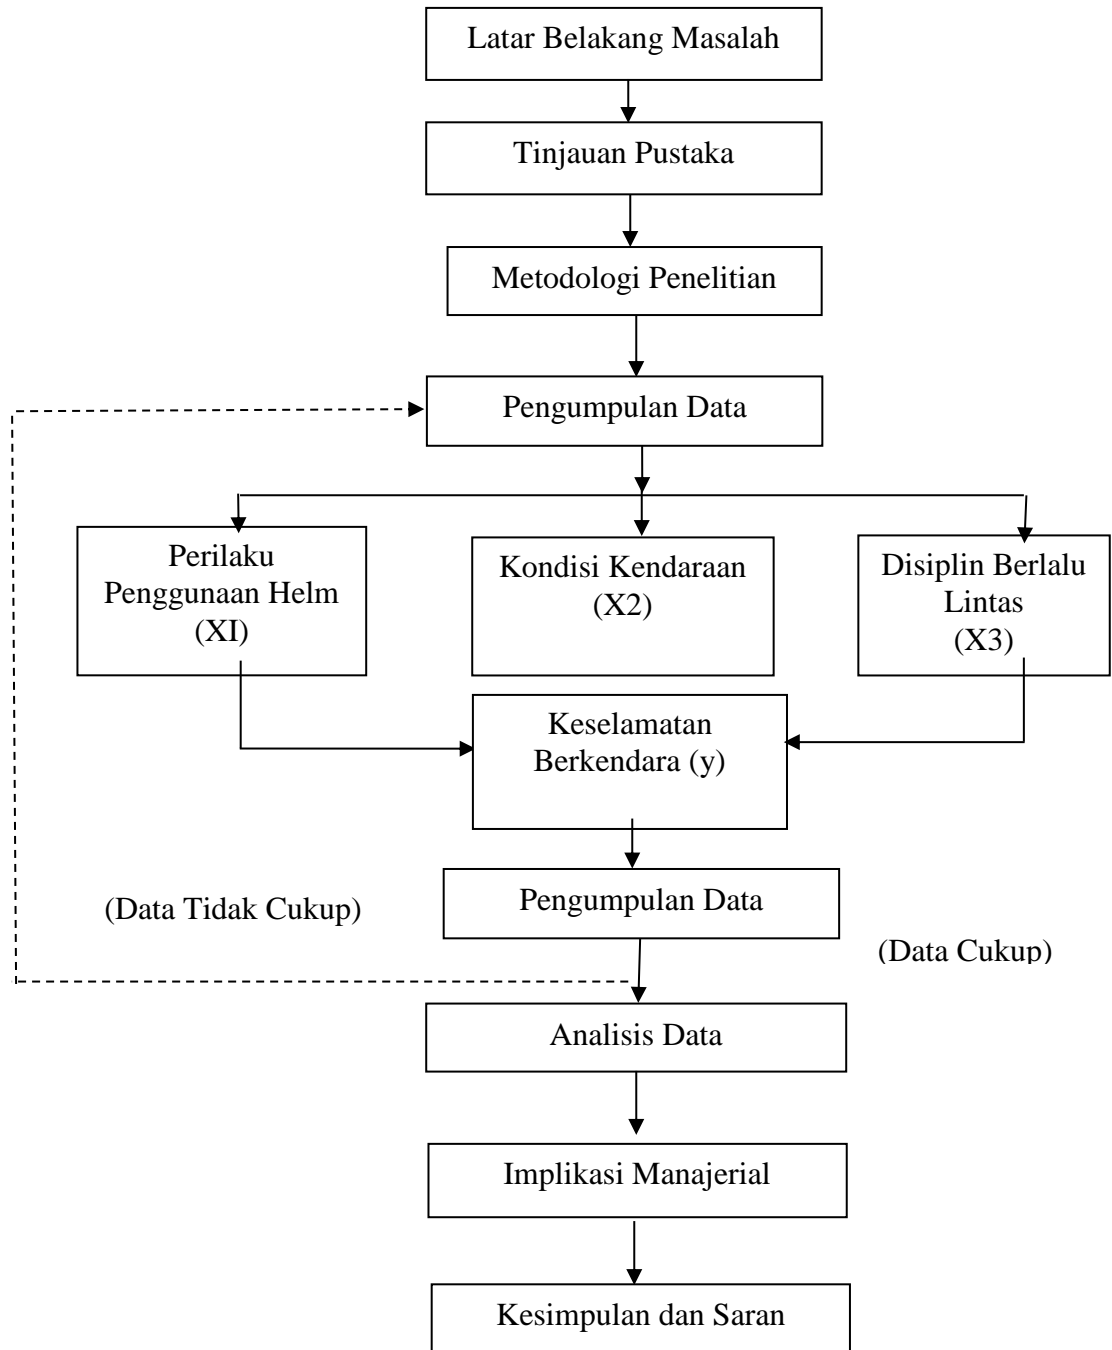 Latar Belakang Masalah
Tinjauan Pustaka
Metodologi Penelitian
Pengumpulan Data
Perilaku
Penggunaan Helm
(XI)
Kondisi Kendaraan
(X2)
Disiplin Berlalu
Lintas
(X3)
Keselamatan
Berkendara (y)
Pengumpulan Data
(Data Tidak Cukup)
(Data Cukup)
Analisis Data
Implikasi Manajerial
Kesimpulan dan Saran